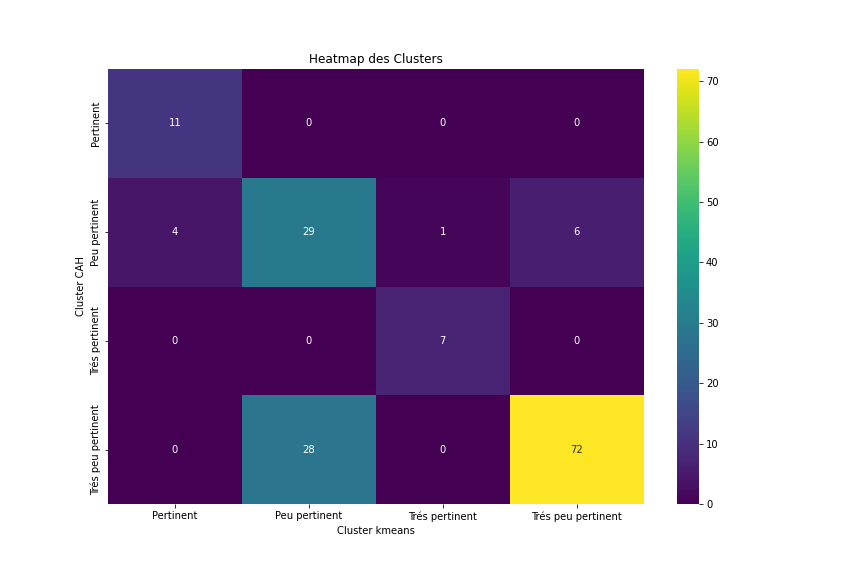 Heatmap des Clusters
Cluster CAH
Pertinent
11 0 0 0
Peu pertinent
4 29 1 6
Trés pertinent
0 0 7 0
Trés peu pertinent
0 28 0 72
Pertinent Peu pertinent Trés pertinent Trés peu pertinent
Cluster kmeans
70
60
50
40
30
20
10
0